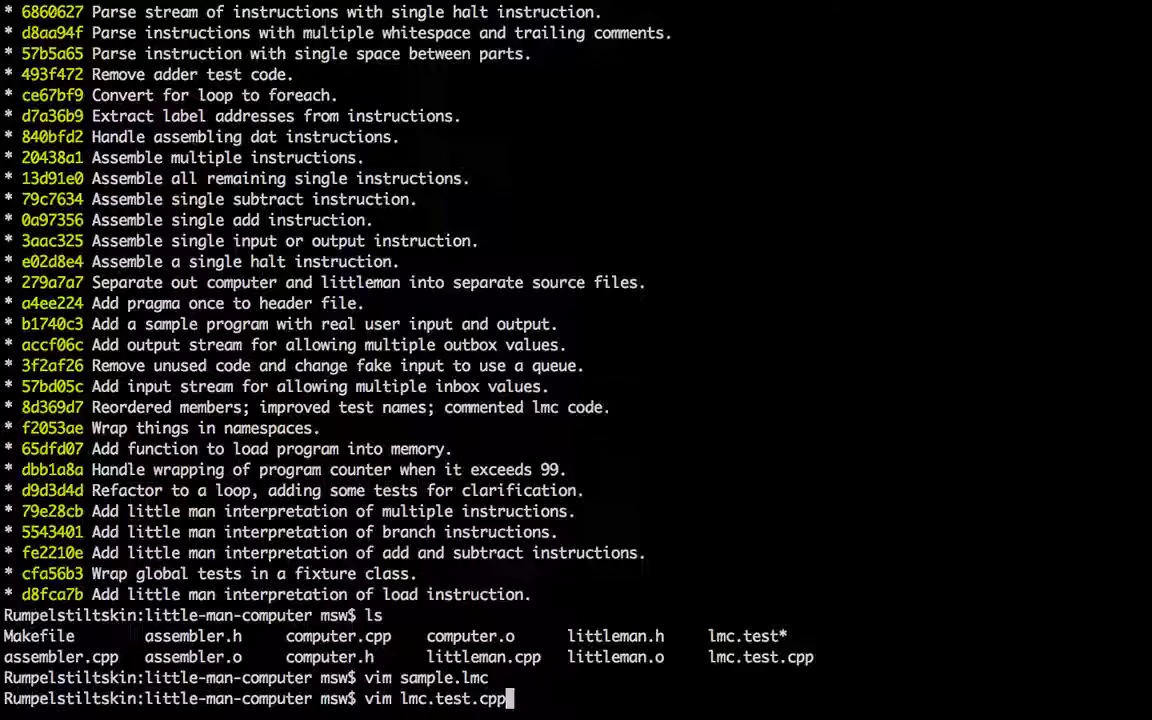 * 6860627 Parse stream of instructions with single halt instruction.
* d8aa94f Parse instructions with multiple whitespace and trailing comments.
* 57b5a65 Parse instruction with single space between parts.
* 493f472 Remove adder test code.
* ce67bf9 Convert for loop to foreach.
* d7a36b9 Extract label addresses from instructions.
* 840bfd2 Handle assembling dat instructions.
* 20438a1 Assemble multiple instructions.
* 13d91e0 Assemble all remaining single instructions.
* 79c7634 Assemble single subtract instruction.
* 0a97356 Assemble single add instruction.
* 3aac325 Assemble single input or output instruction.
* e02d8e4 Assemble a single halt instruction.
* 279a7a7 Separate out computer and littleman into separate source files.
* a4ee224 Add pragma once to header file.
* b1740c3 Add a sample program with real user input and output.
* accf06c Add output stream for allowing multiple outbox values.
* 3f2af26 Remove unused code and change fake input to use a queue.
* 57bd05c Add input stream for allowing multiple inbox values.
* 8d369d7 Reordered members; improved test names; commented lmc code.
* f2053ae Wrap things in namespaces.
* 65dfd07 Add function to load program into memory.
* dbb1a8a Handle wrapping of program counter when it exceeds 99.
* d9d3d4d Refactor to a loop, adding some tests for clarification.
* 79e28cb Add little man interpretation of multiple instructions.
* 5543401 Add little man interpretation of branch instructions.
* fe2210e Add little man interpretation of add and subtract instructions.
* cfa56b3 Wrap global tests in a fixture class.
* d8fca7b Add little man interpretation of load instruction.
Rumpelstiltskin:little-man-computer msw$ ls
Makefile assembler.h computer.cpp computer.o littleman.h lmc.test*
assembler.cpp assembler.o computer.h littleman.cpp littleman.o lmc.test.cpp
Rumpelstiltskin:little-man-computer msw$ vim sample.lmc
Rumpelstiltskin:little-man-computer msw$ vim lmc.test.cpp